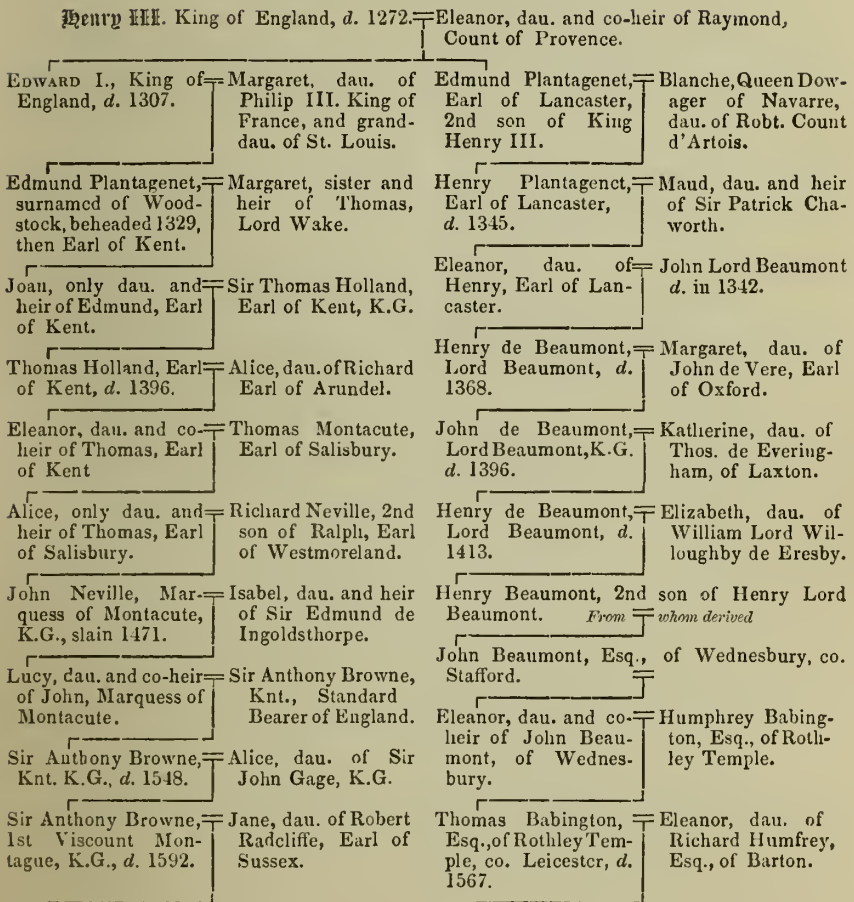 Henry III. King of England, d. 1272.
Eleanor, dau. and co-heir of Raymond,
Count of Provence.
EDWARD I., King of
England, d. 1307.
Margaret, dau. of
Philip III. King of
France, and grand-
dau. of St. Louis.
Edmund Plantagenet,
surnamed of Wood-
stock, beheaded 1329,
then Earl of Kent.
Margaret, sister and
heir of Thomas,
Lord Wake.
Joan, only dau. and
heir of Edmund, Earl
of Kent.
Sir Thomas Holland,
Earl of Kent, K.G.
Thomas Holland, Earl
of Kent, d. 1396.
Alice, dau. of Richard
Earl of Arundel.
Eleanor, dau. and co-
heir of Thomas, Earl
of Kent
Thomas Montacute,
Earl of Salisbury.
Alice, only dau. and
heir of Thomas, Earl
of Salisbury.
Richard Neville, 2nd
son of Ralph, Earl
of Westmoreland.
John Neville, Mar-
quess of Montacute,
K.G., slain 1471.
Isabel, dau. and heir
of Sir Edmund de
Ingoldsthorpe.
Lucy, dau. and co-heir
of John, Marquess of
Montacute.
Sir Anthony Browne,
Knt., Standard
Bearer of England.
Sir Anthony Browne,
Knt. K.G., d. 1548.
Alice, dau. of Sir
John Gage, K.G.
Sir Anthony Browne,
1st Viscount Mon-
tague, K.G., d. 1592.
Jane, dau. of Robert
Radcliffe, Earl of
Sussex.
Edmund Plantagenet,
Earl of Lancaster,
2nd son of King
Henry III.
Blanche, Queen Dow-
ager of Navarre,
dau. of Robt. Count
d'Artois.
Henry Plantagenet,
Earl of Lancaster,
d. 1345.
Maud, dau. and heir
of Sir Patrick Cha-
worth.
Eleanor, dau. of
Henry, Earl of Lan-
caster.
John Lord Beaumont
d. in 1342.
Henry de Beaumont,
Lord Beaumont, d.
1368.
Margaret, dau. of
John de Vere, Earl
of Oxford.
John de Beaumont,
Lord Beaumont, K.G.
d. 1396.
Katherine, dau. of
Thos. de Evering-
ham, of Laxton.
Henry de Beaumont,
Lord Beaumont, d.
1413.
Elizabeth, dau. of
William Lord Wil-
loughby de Eresby.
Henry Beaumont, 2nd son of Henry Lord
Beaumont. From whom derived
John Beaumont, Esq., of Wednesbury, co.
Stafford.
Eleanor, dau. and co-
heir of John Beau-
mont, of Wednes-
bury.
Humphrey Babing-
ton, Esq., of Roth-
ley Temple.
Thomas Babington,
Esq., of Rothley Tem-
ple, co. Leicester, d.
1567.
Eleanor, dau. of
Richard Humfrey,
Esq., of Barton.